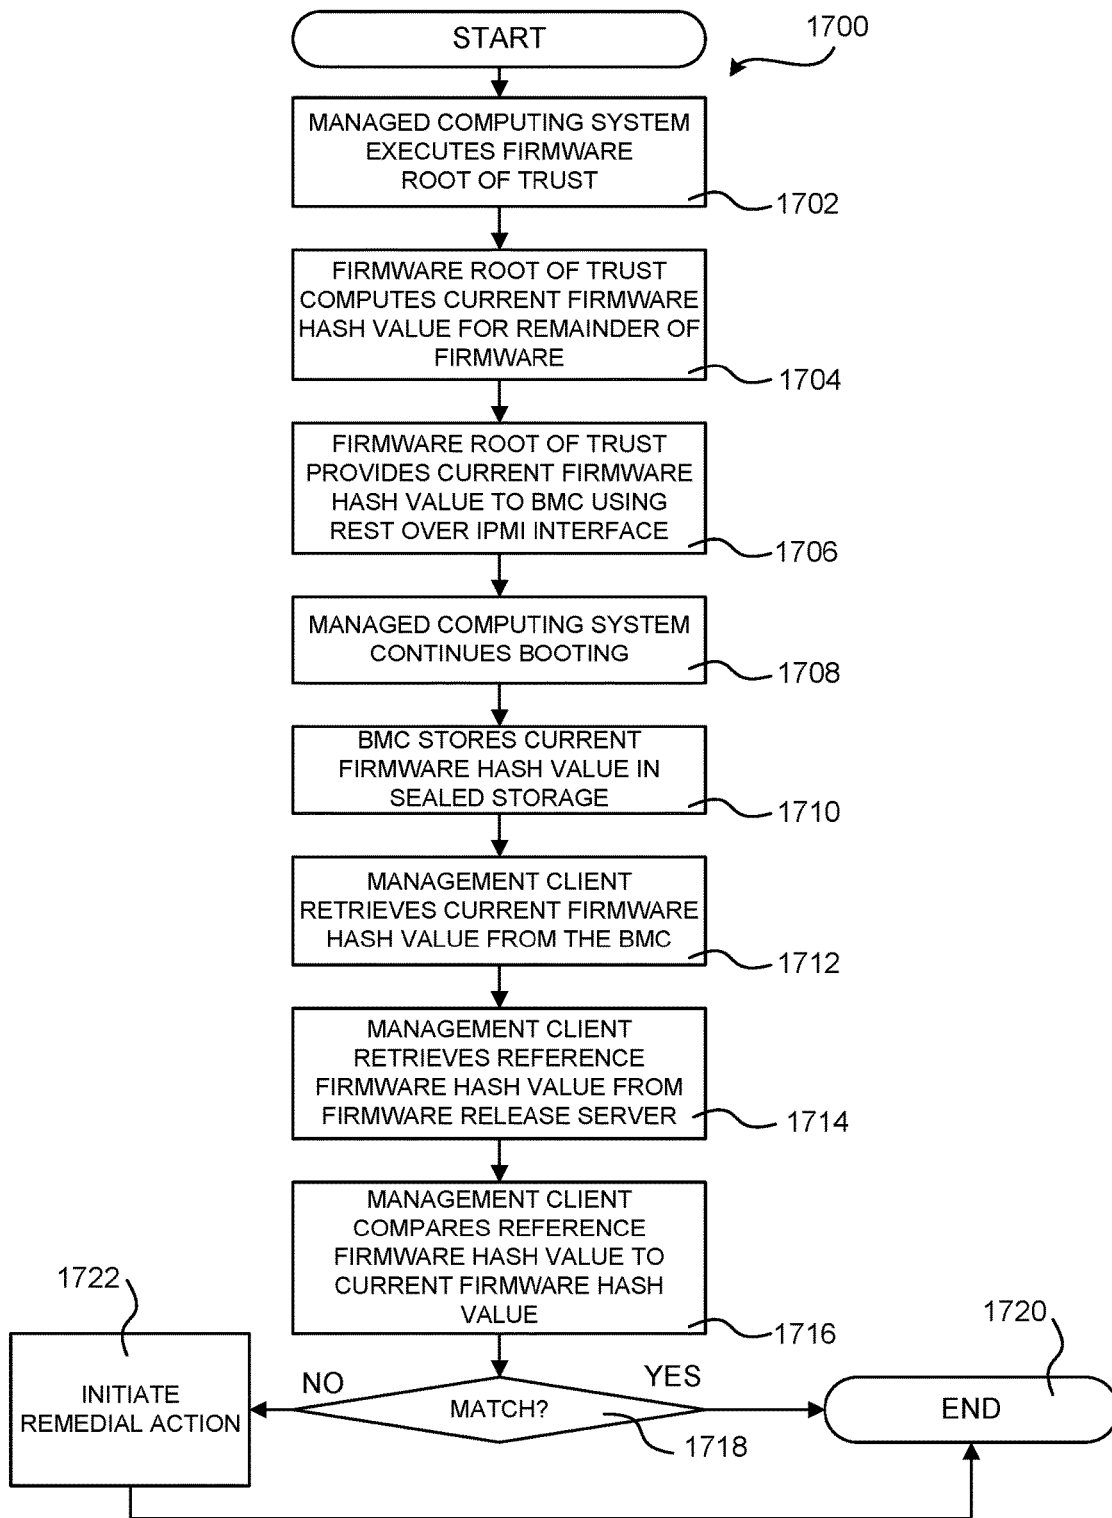 START
1700
MANAGED COMPUTING SYSTEM
EXECUTES FIRMWARE
ROOT OF TRUST
1702
FIRMWARE ROOT OF TRUST
COMPUTES CURRENT FIRMWARE
HASH VALUE FOR REMAINDER OF
FIRMWARE
1704
FIRMWARE ROOT OF TRUST
PROVIDES CURRENT FIRMWARE
HASH VALUE TO BMC USING
REST OVER IPMI INTERFACE
1706
MANAGED COMPUTING SYSTEM
CONTINUES BOOTING
1708
BMC STORES CURRENT
FIRMWARE HASH VALUE IN
SEALED STORAGE
1710
MANAGEMENT CLIENT
RETRIEVES CURRENT FIRMWARE
HASH VALUE FROM THE BMC
1712
MANAGEMENT CLIENT
RETRIEVES REFERENCE
FIRMWARE HASH VALUE FROM
FIRMWARE RELEASE SERVER
1714
MANAGEMENT CLIENT
COMPARES REFERENCE
FIRMWARE HASH VALUE TO
CURRENT FIRMWARE HASH
VALUE
1716
1722
INITIATE
REMEDIAL ACTION
NO
MATCH?
YES
1718
1720
END